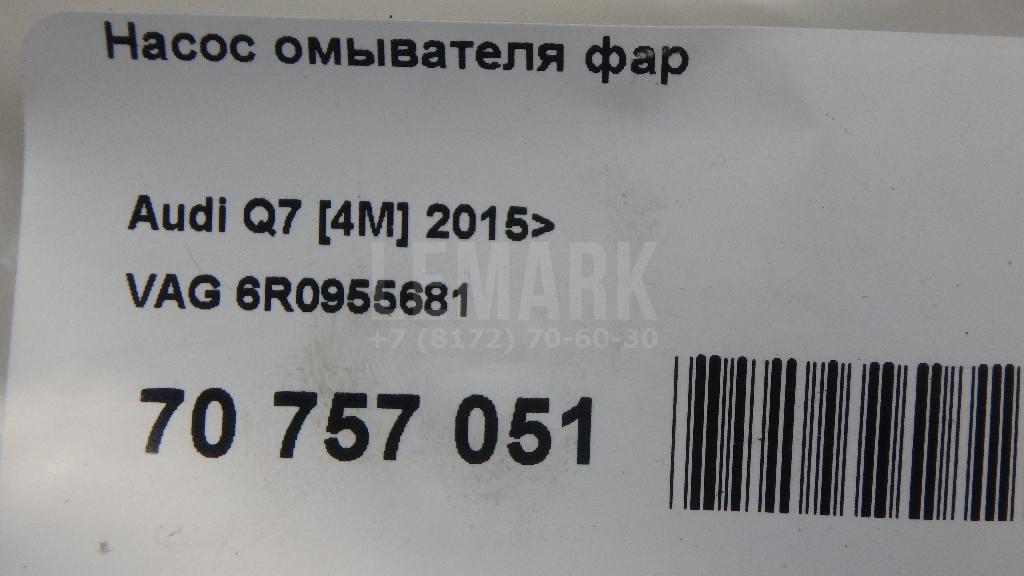 Насос омывателя фар
Audi Q7 [4M] 2015>
VAG 6R0955681
LEMARK
+7 (8172) 70-60-30
70 757 051